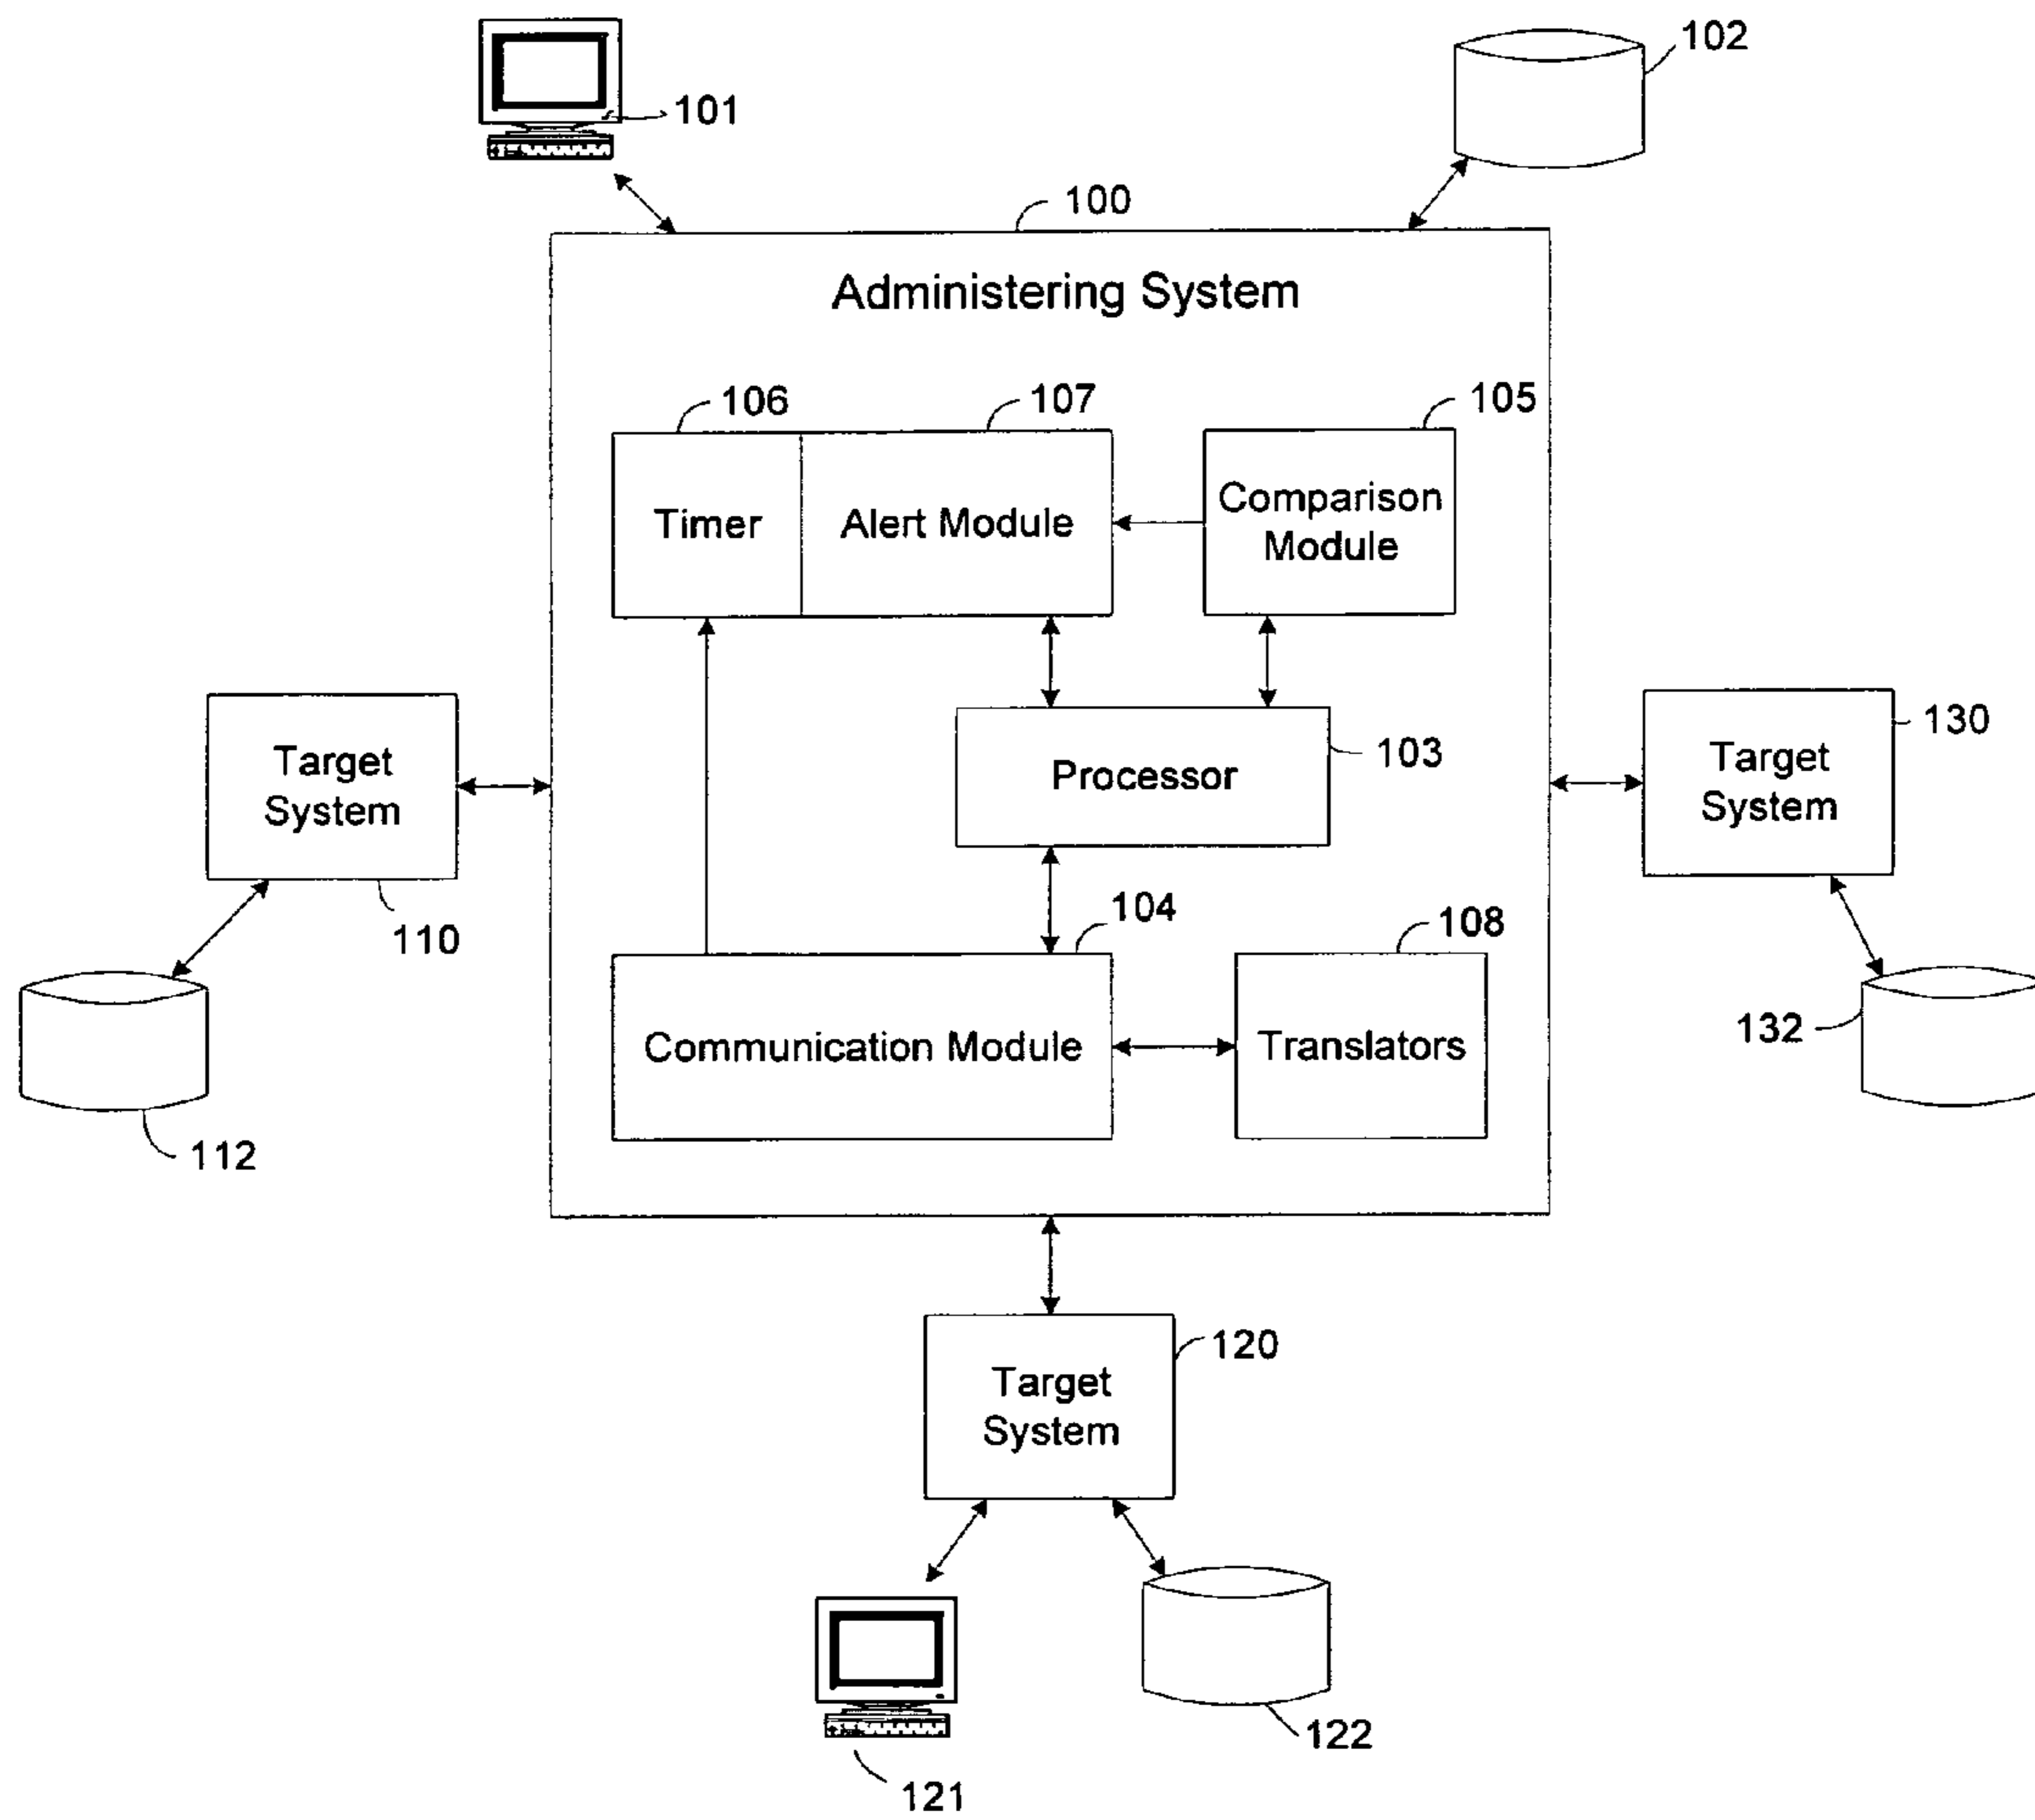 102
101
100
Administering System
106
107
105
Timer
Alert Module
Comparison
Module
130
Target
System
103
Processor
Target
System
110
104
108
132
Communication Module
Translators
112
120
Target
System
122
121